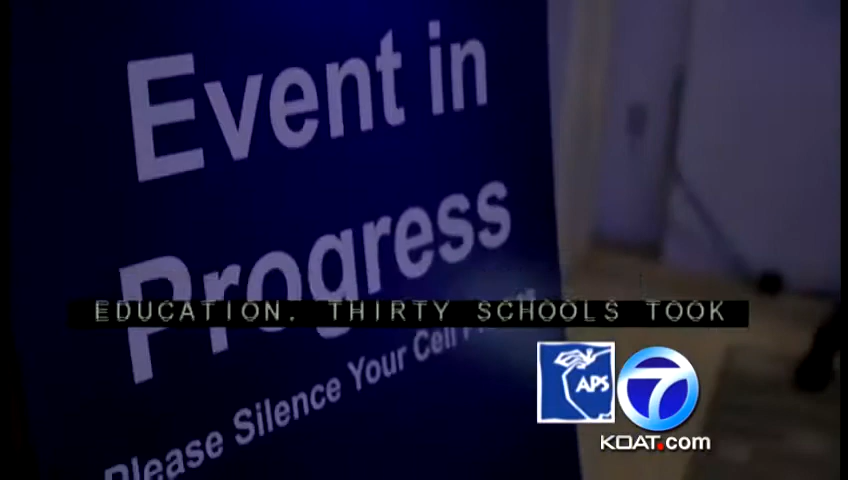 Event in
Progress
EDUCATION. THIRTY SCHOOLS TOOK
Please Silence Your Cell
APS
7
KOAT.com